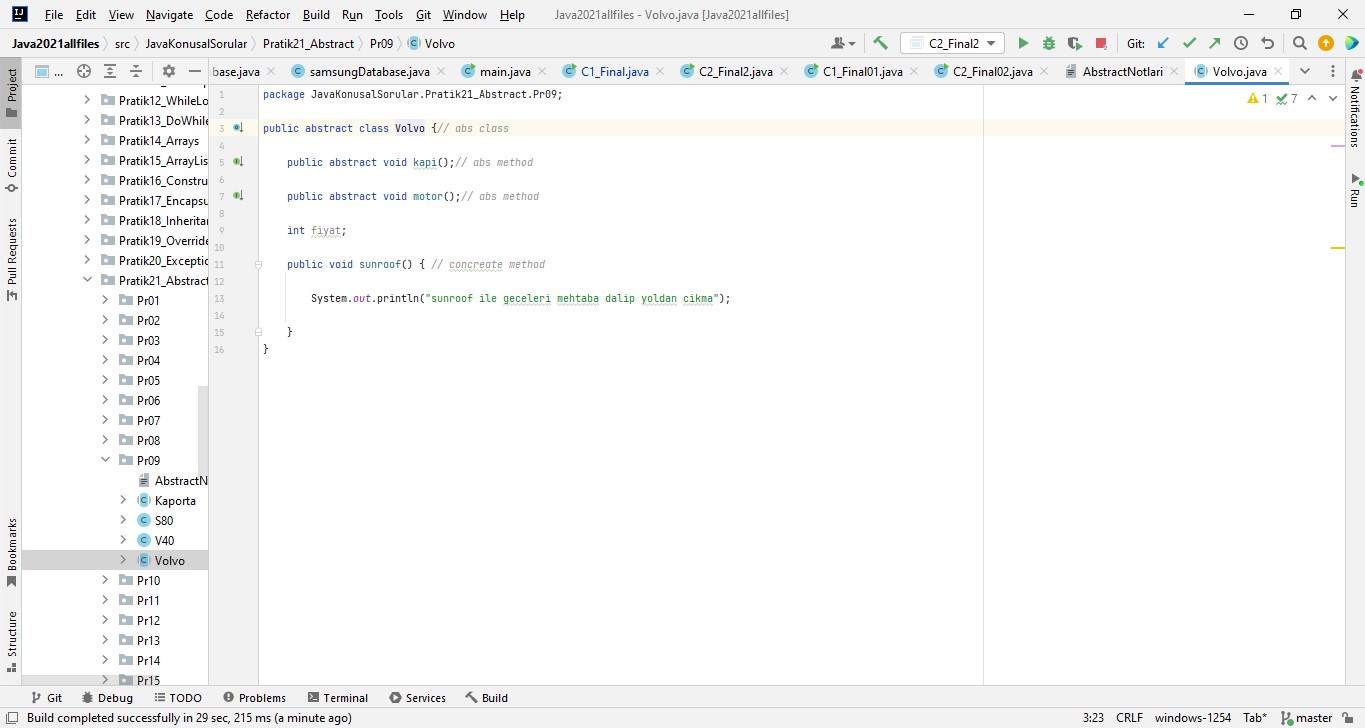 File Edit View Navigate Code Refactor Build Run Tools Git Window Help Java2021allfiles - Volvo.java [Java2021allfiles]
Java2021allfiles src JavaKonusalSorular Pratik21_Abstract Pr09 Volvo C2_Final2 Git:
... base.java samsungDatabase.java main.java C1_Final.java C2_Final2.java C1_Final01.java C2_Final02.java AbstractNotlari Volvo.java
Project
Commit
Pull Requests
Bookmarks
Structure
Pratik12_WhileLo
Pratik13_DoWhile
Pratik14_Arrays
Pratik15_ArrayLis
Pratik16_Constru
Pratik17_Encapsu
Pratik18_Inheritar
Pratik19_Override
Pratik20_Exceptic
Pratik21_Abstract
Pr01
Pr02
Pr03
Pr04
Pr05
Pr06
Pr07
Pr08
Pr09
AbstractN
Kaporta
S80
V40
Volvo
Pr10
Pr11
Pr12
Pr13
Pr14
Pr15
1 package JavaKonusalSorular.Pratik21_Abstract.Pr09;
2
3 public abstract class Volvo {// abs class
4
5 public abstract void kapi();// abs method
6
7 public abstract void motor();// abs method
8
9 int fiyat;
10
11 public void sunroof() { // concreate method
12
13 System.out.println("sunroof ile geceleri mehtaba dalip yoldan cikma");
14
15 }
16 }
1 7
Notifications
Run
Git Debug TODO Problems Terminal Services Build
Build completed successfully in 29 sec, 215 ms (a minute ago) 3:23 CRLF windows-1254 Tab* master